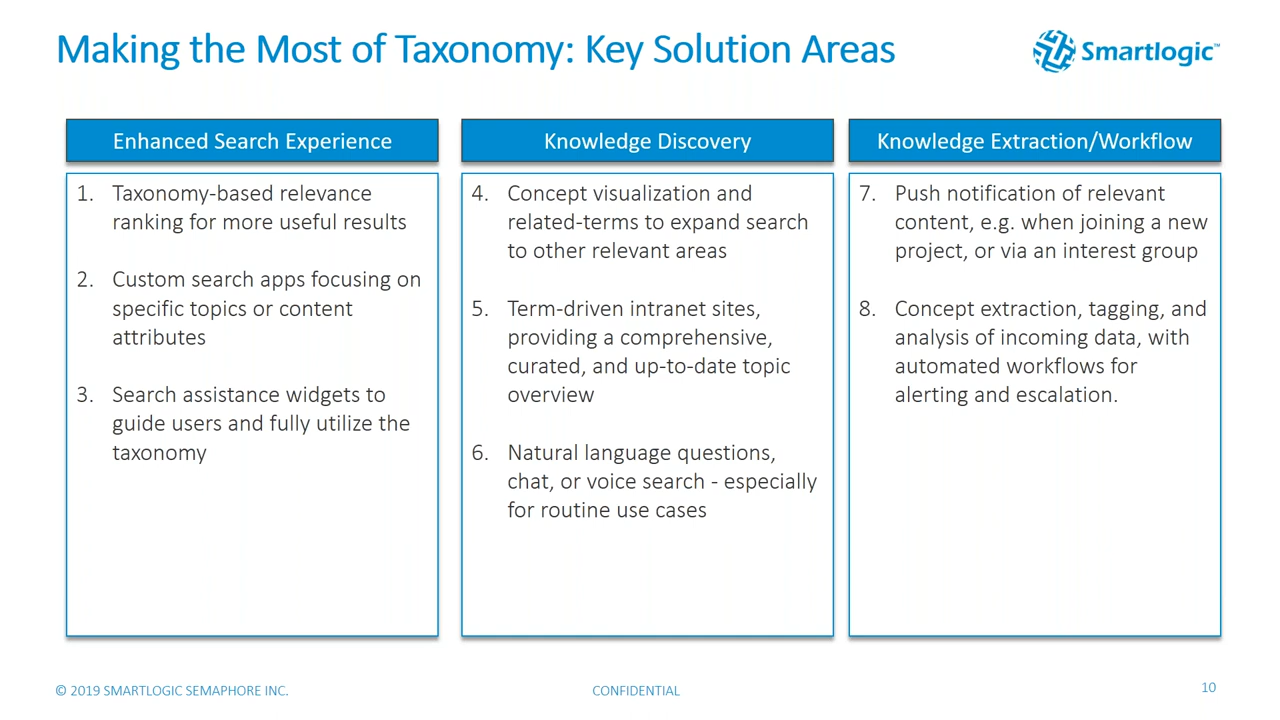 Making the Most of Taxonomy: Key Solution Areas
Smartlogic™
Enhanced Search Experience
1. Taxonomy-based relevance
ranking for more useful results
2. Custom search apps focusing on
specific topics or content
attributes
3. Search assistance widgets to
guide users and fully utilize the
taxonomy
Knowledge Discovery
4. Concept visualization and
related-terms to expand search
to other relevant areas
5. Term-driven intranet sites,
providing a comprehensive,
curated, and up-to-date topic
overview
6. Natural language questions,
chat, or voice search - especially
for routine use cases
Knowledge Extraction/Workflow
7. Push notification of relevant
content, e.g. when joining a new
project, or via an interest group
8. Concept extraction, tagging, and
analysis of incoming data, with
automated workflows for
alerting and escalation.
© 2019 SMARTLOGIC SEMAPHORE INC.
CONFIDENTIAL
10